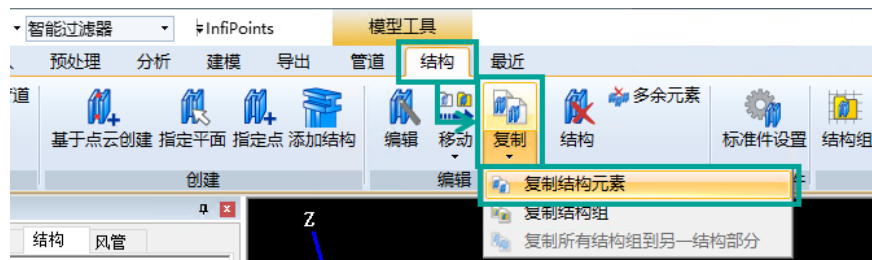 智能过滤器 InfiPoints 模型工具
预处理 分析 建模 导出 管道 结构 最近
道 基于点云创建 指定平面 指定点 添加结构 编辑 移动 复制 结构 多余元素 标准件设置 结构组
创建 编辑
复制结构元素
复制结构组
复制所有结构组到另一结构部分
结构 风管
Z